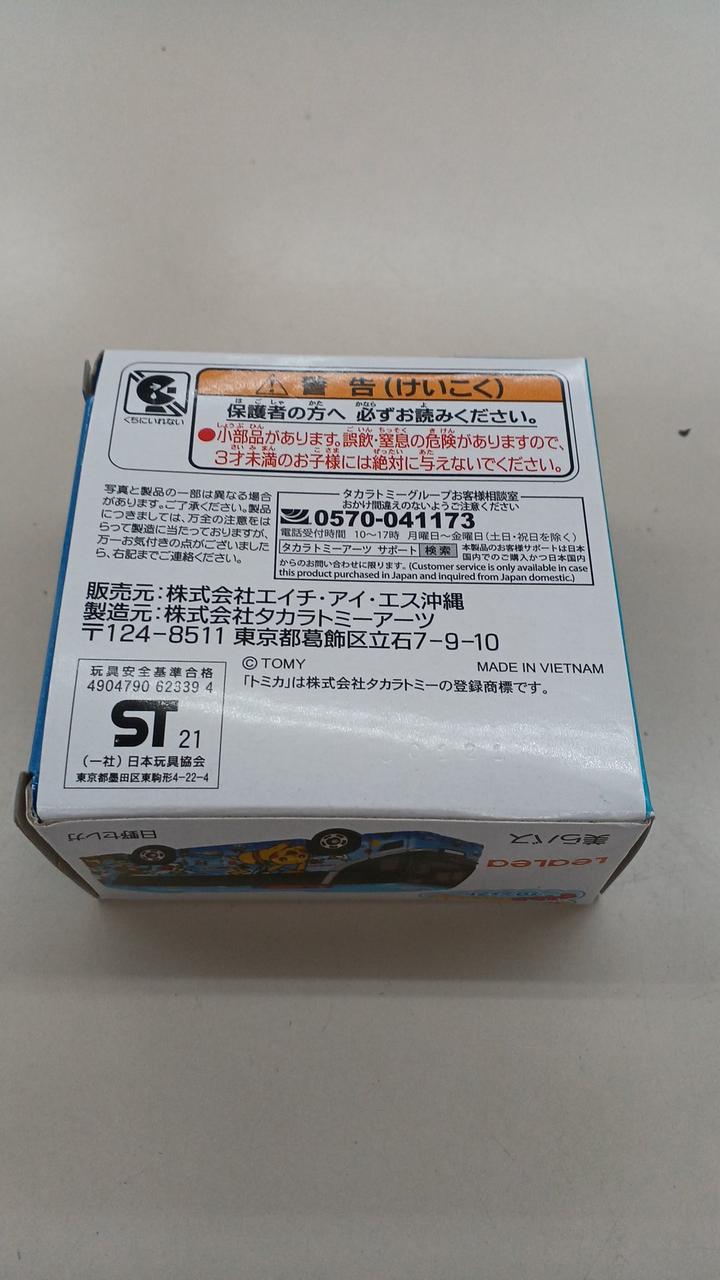 警告(けいこく)
くちにいれない
保護者の方へ 必ずお読みください。
●小部品があります。誤飲・窒息の危険がありますので、
3才未満のお子様には絶対に与えないでください。
写真と製品の一部は異なる場合
があります。ご了承ください。製品
につきましては、万全の注意をは
らって製造に当たっておりますが、
万一お気付きの点がございました
ら、右記までご連絡ください。
タカラトミーグループお客様相談室
おかけ間違えのないようご注意ください
0570-041173
電話受付時間 10〜17時 月曜日〜金曜日(土日・祝日を除く)
タカラトミーアーツ サポート 検索 本製品のお客様サポートは日本
国内でのご購入かつ日本国内
からのお問い合わせに限ります。(Customer service is only available in case
this product purchased in Japan and inquired from Japan domestic.)
販売元:株式会社エイチ・アイ・エス沖縄
製造元:株式会社タカラトミーアーツ
〒124-8511 東京都葛飾区立石7-9-10
© TOMY MADE IN VIETNAM
「トミカ」は株式会社タカラトミーの登録商標です。
玩具安全基準合格
4904790 62339 4
ST 21
(一社)日本玩具協会
東京都墨田区東駒形4-22-4
日野セレガ
美らバス
LeaLea